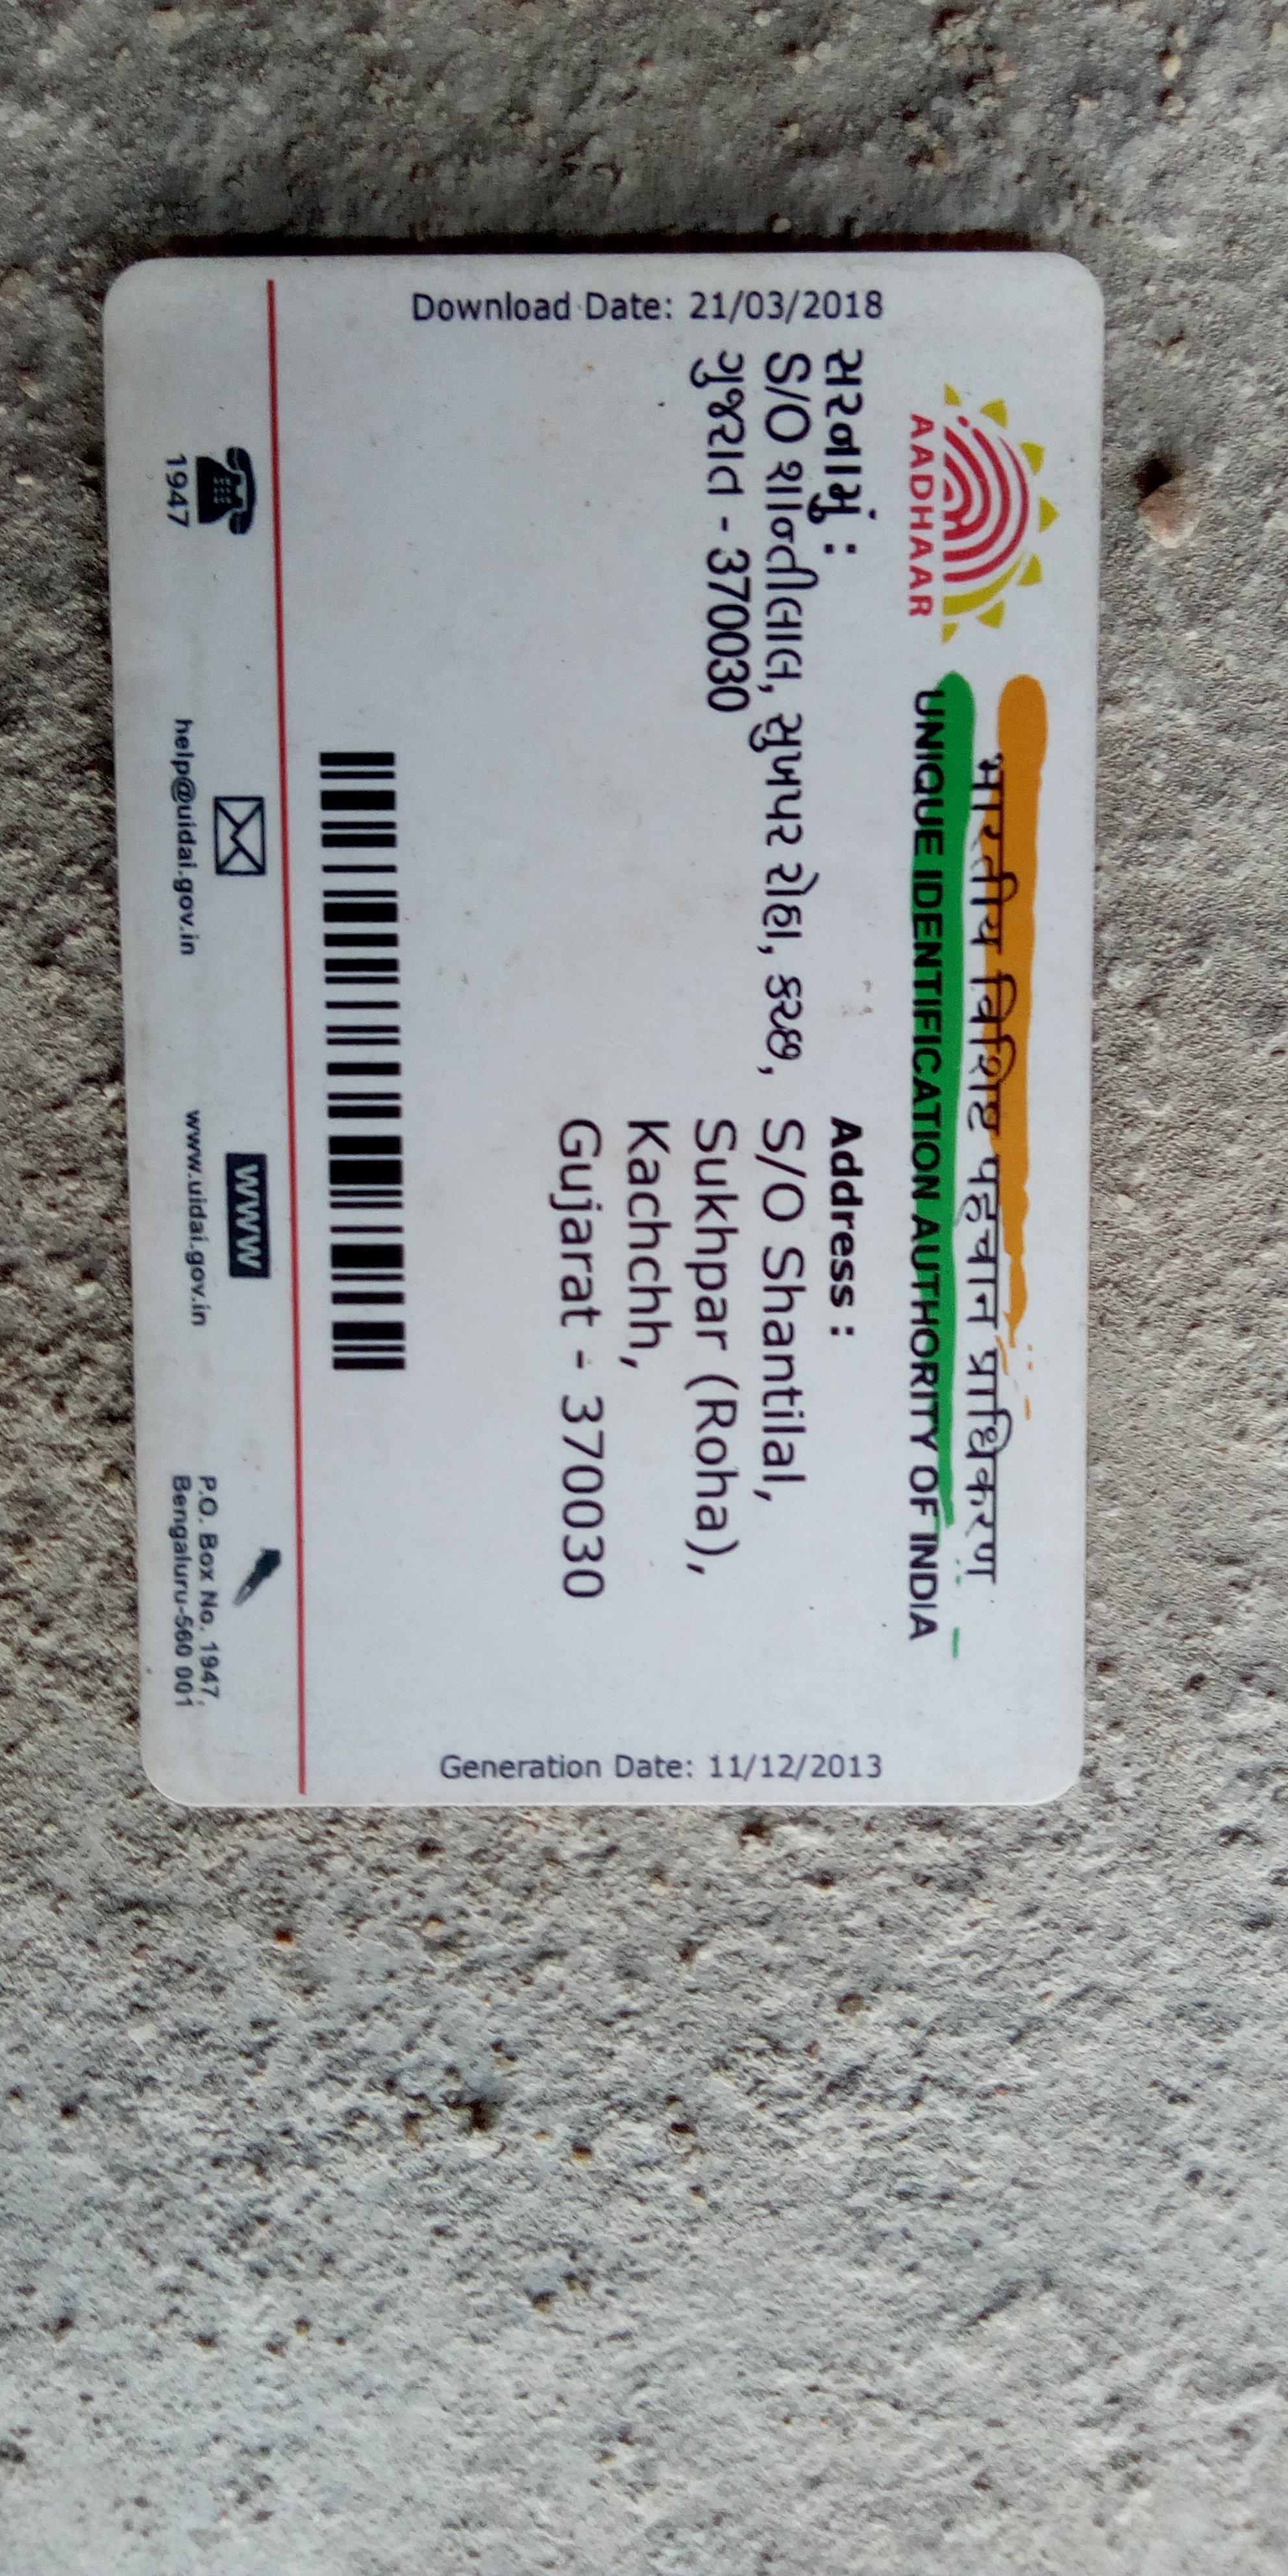 AADHAAR
भारतीय विशिष्ट पहचान प्राधिकरण
UNIQUE IDENTIFICATION AUTHORITY OF INDIA
Download Date: 21/03/2018
સરનામું :
S/O શાન્તીલાલ, સુખપર રોહા, કચ્છ,
ગુજરાત - 370030
Address :
S/O Shantilal,
Sukhpar (Roha),
Kachchh,
Gujarat - 370030
Generation Date: 11/12/2013
1947
help@uidai.gov.in
www
www.uidai.gov.in
P.O. Box No. 1947,
Bengaluru-560 001